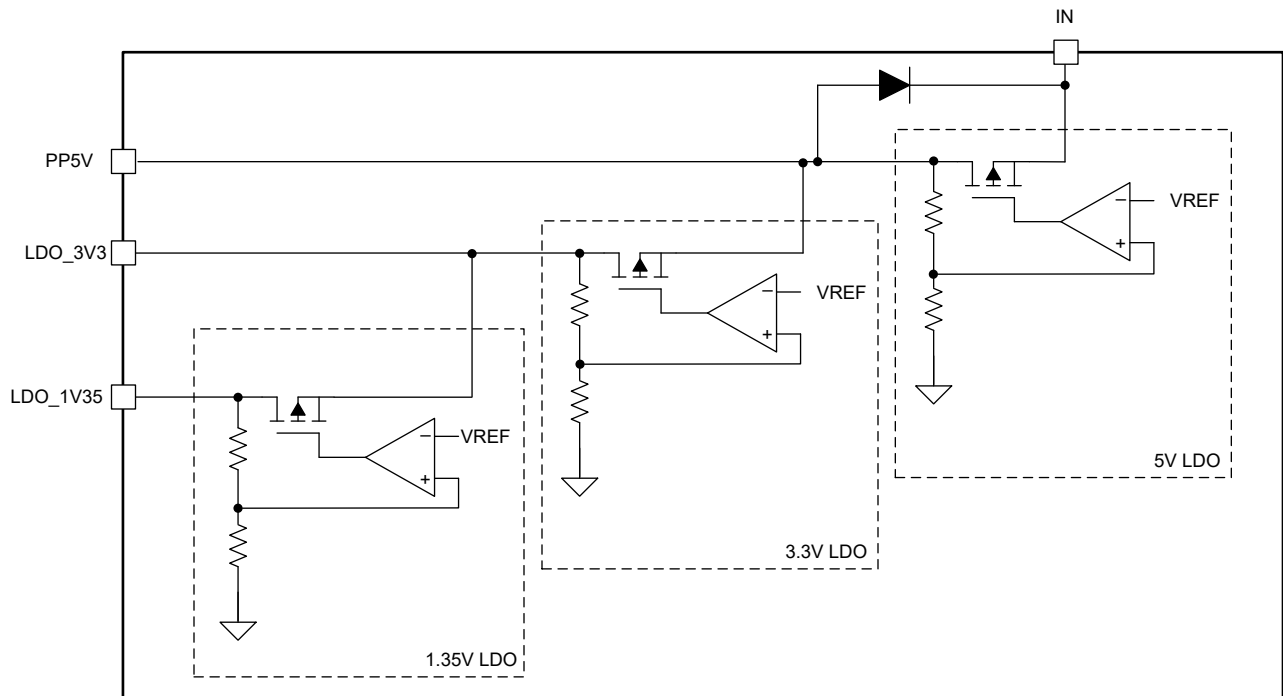 IN
PP5V
VREF
LDO_3V3
VREF
5V LDO
LDO_1V35
VREF
3.3V LDO
1.35V LDO